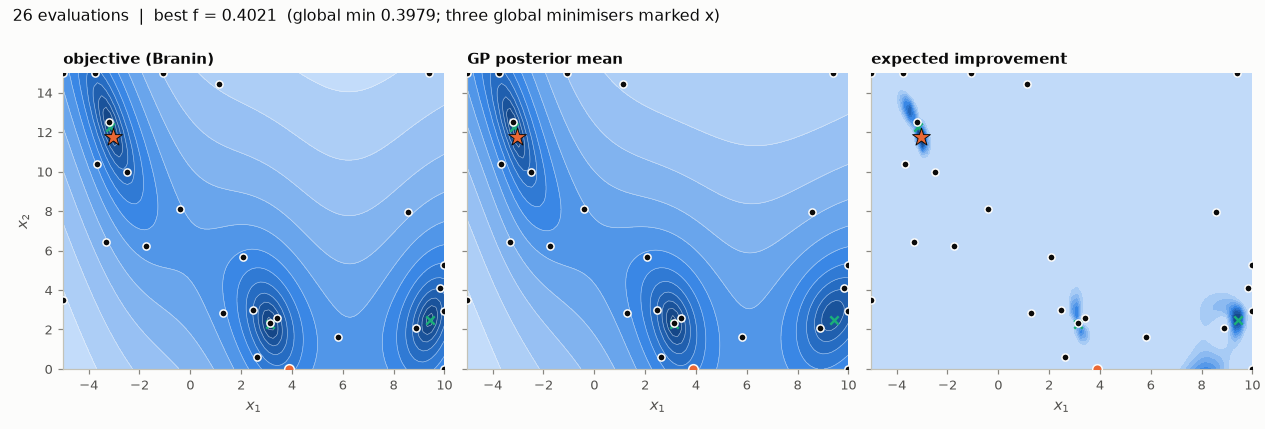 26 evaluations | best f = 0.4021 (global min 0.3979; three global minimisers marked x)
objective (Branin)
GP posterior mean
expected improvement
14
12
10
8
6
4
2
0
x₂
−4 −2 0 2 4 6 8 10
−4 −2 0 2 4 6 8 10
−4 −2 0 2 4 6 8 10
x₁
x₁
x₁